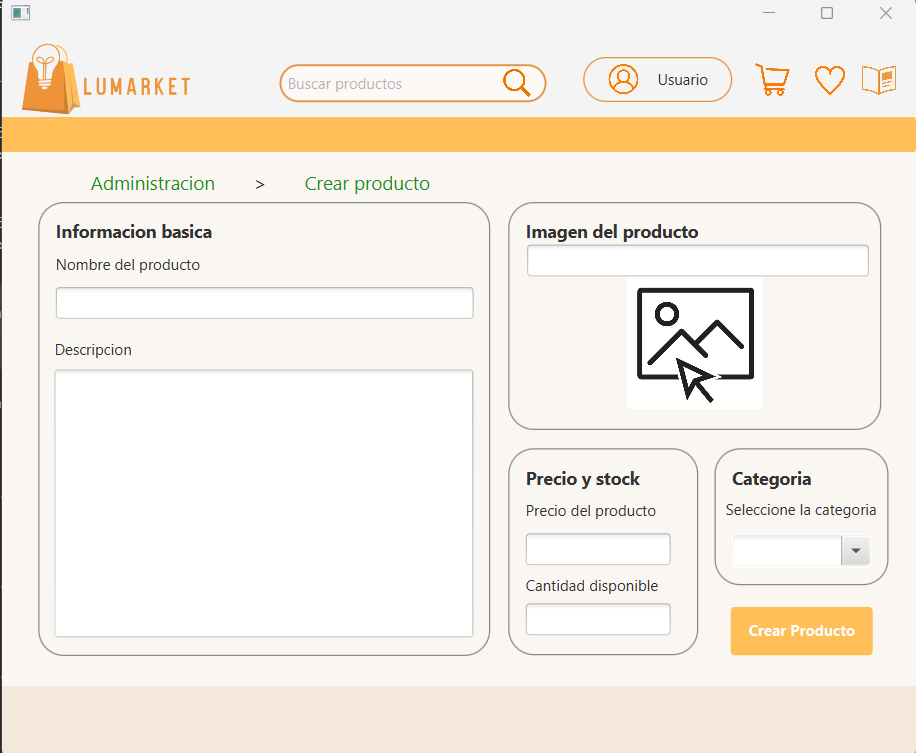 LUMARKET
Buscar productos
Usuario
Administracion > Crear producto
Informacion basica
Nombre del producto
Descripcion
Imagen del producto
Precio y stock
Precio del producto
Cantidad disponible
Categoria
Seleccione la categoria
Crear Producto